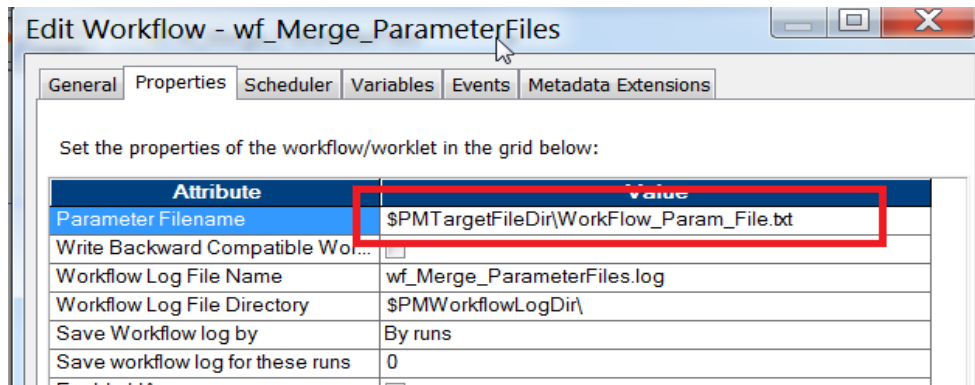 Edit Workflow - wf_Merge_ParameterFiles
General Properties Scheduler Variables Events Metadata Extensions
Set the properties of the workflow/worklet in the grid below:
Attribute Value
Parameter Filename $PMTargetFileDir\WorkFlow_Param_File.txt
Write Backward Compatible Wor...
Workflow Log File Name wf_Merge_ParameterFiles.log
Workflow Log File Directory $PMWorkflowLogDir\
Save Workflow log by By runs
Save workflow log for these runs 0